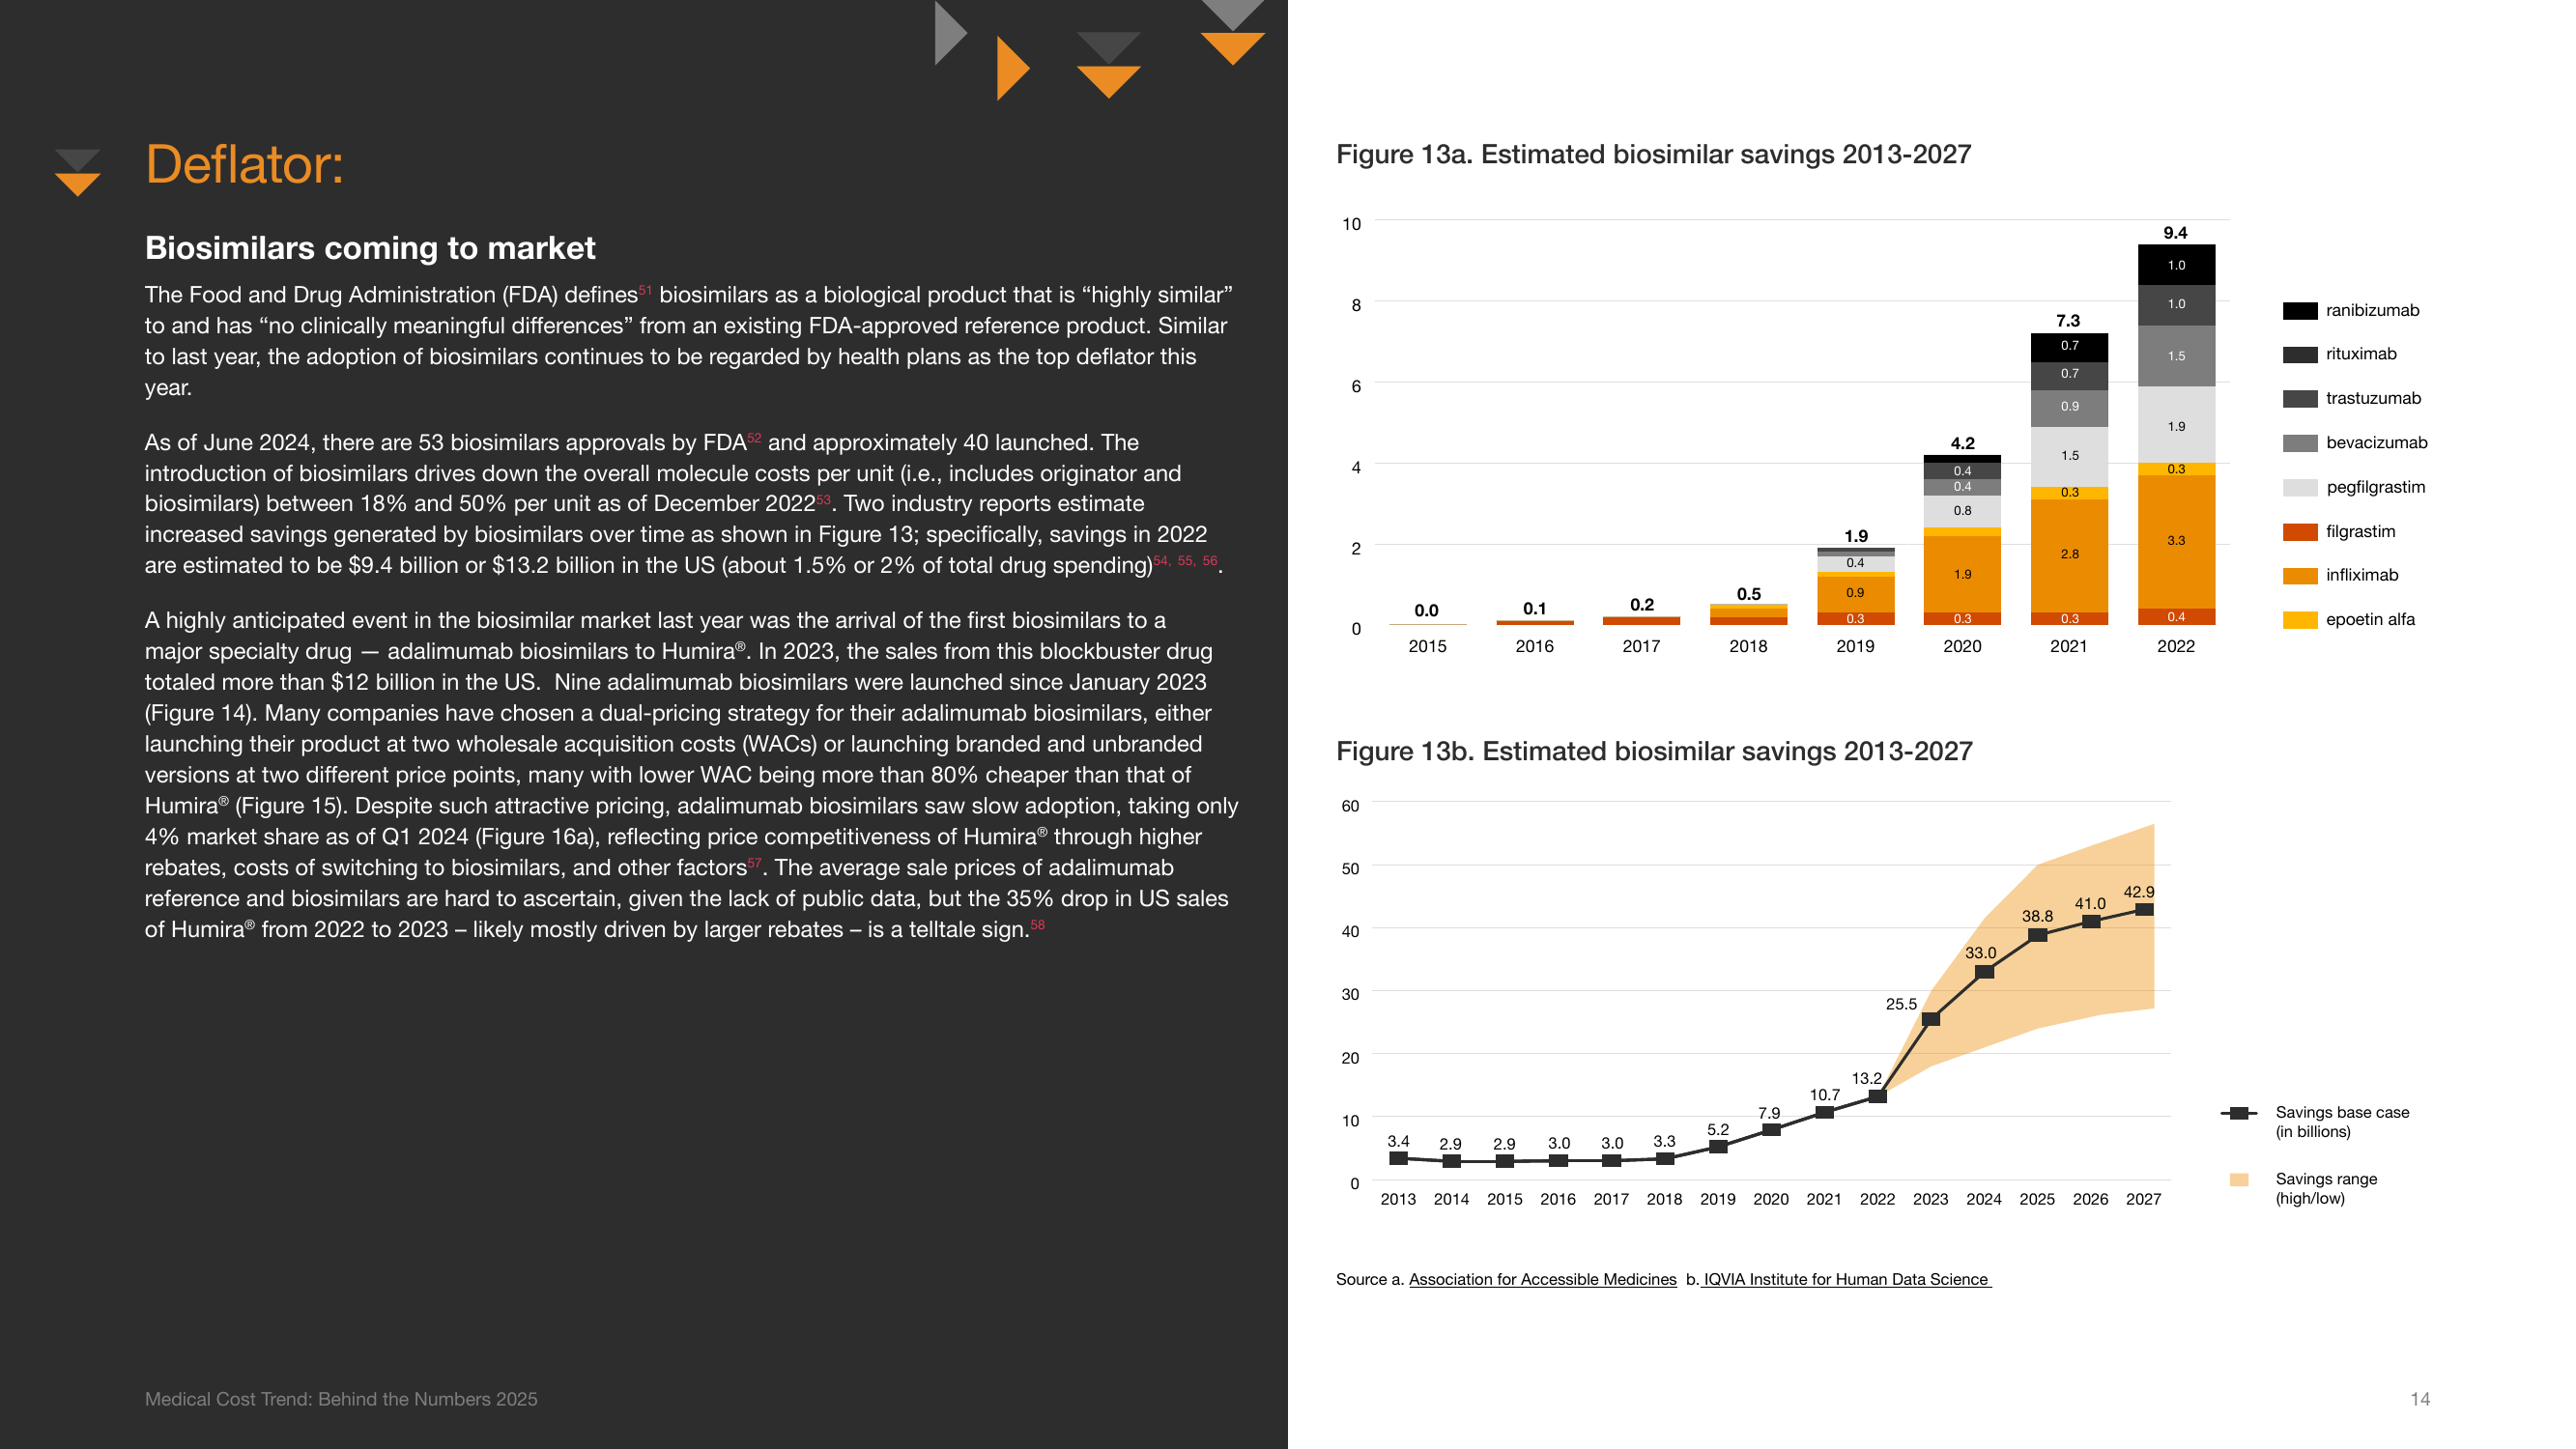 Deflator:
Biosimilars coming to market
The Food and Drug Administration (FDA) defines51 biosimilars as a biological product that is “highly similar”
to and has “no clinically meaningful differences” from an existing FDA-approved reference product. Similar
to last year, the adoption of biosimilars continues to be regarded by health plans as the top deflator this
year.
As of June 2024, there are 53 biosimilars approvals by FDA52 and approximately 40 launched. The
introduction of biosimilars drives down the overall molecule costs per unit (i.e., includes originator and
biosimilars) between 18% and 50% per unit as of December 202253. Two industry reports estimate
increased savings generated by biosimilars over time as shown in Figure 13; specifically, savings in 2022
are estimated to be $9.4 billion or $13.2 billion in the US (about 1.5% or 2% of total drug spending)54, 55, 56.
A highly anticipated event in the biosimilar market last year was the arrival of the first biosimilars to a
major specialty drug — adalimumab biosimilars to Humira®. In 2023, the sales from this blockbuster drug
totaled more than $12 billion in the US.  Nine adalimumab biosimilars were launched since January 2023
(Figure 14). Many companies have chosen a dual-pricing strategy for their adalimumab biosimilars, either
launching their product at two wholesale acquisition costs (WACs) or launching branded and unbranded
versions at two different price points, many with lower WAC being more than 80% cheaper than that of
Humira® (Figure 15). Despite such attractive pricing, adalimumab biosimilars saw slow adoption, taking only
4% market share as of Q1 2024 (Figure 16a), reflecting price competitiveness of Humira® through higher
rebates, costs of switching to biosimilars, and other factors57. The average sale prices of adalimumab
reference and biosimilars are hard to ascertain, given the lack of public data, but the 35% drop in US sales
of Humira® from 2022 to 2023 – likely mostly driven by larger rebates – is a telltale sign.58
Figure 13a. Estimated biosimilar savings 2013-2027
10
8
6
4
2
0
0.0
0.1
0.2
0.5
1.9
0.4
0.9
0.3
4.2
0.4
0.4
0.8
1.9
0.3
7.3
0.7
0.7
0.9
1.5
0.3
2.8
0.3
9.4
1.0
1.0
1.5
1.9
0.3
3.3
0.4
2015 2016 2017 2018 2019 2020 2021 2022
ranibizumab
rituximab
trastuzumab
bevacizumab
pegfilgrastim
filgrastim
infliximab
epoetin alfa
Figure 13b. Estimated biosimilar savings 2013-2027
60
50
40
30
20
10
0
3.4 2.9 2.9 3.0 3.0 3.3 5.2 7.9 10.7 13.2 25.5 33.0 38.8 41.0 42.9
2013 2014 2015 2016 2017 2018 2019 2020 2021 2022 2023 2024 2025 2026 2027
Savings base case
(in billions)
Savings range
(high/low)
Source a. Association for Accessible Medicines  b. IQVIA Institute for Human Data Science
Medical Cost Trend: Behind the Numbers 2025
14